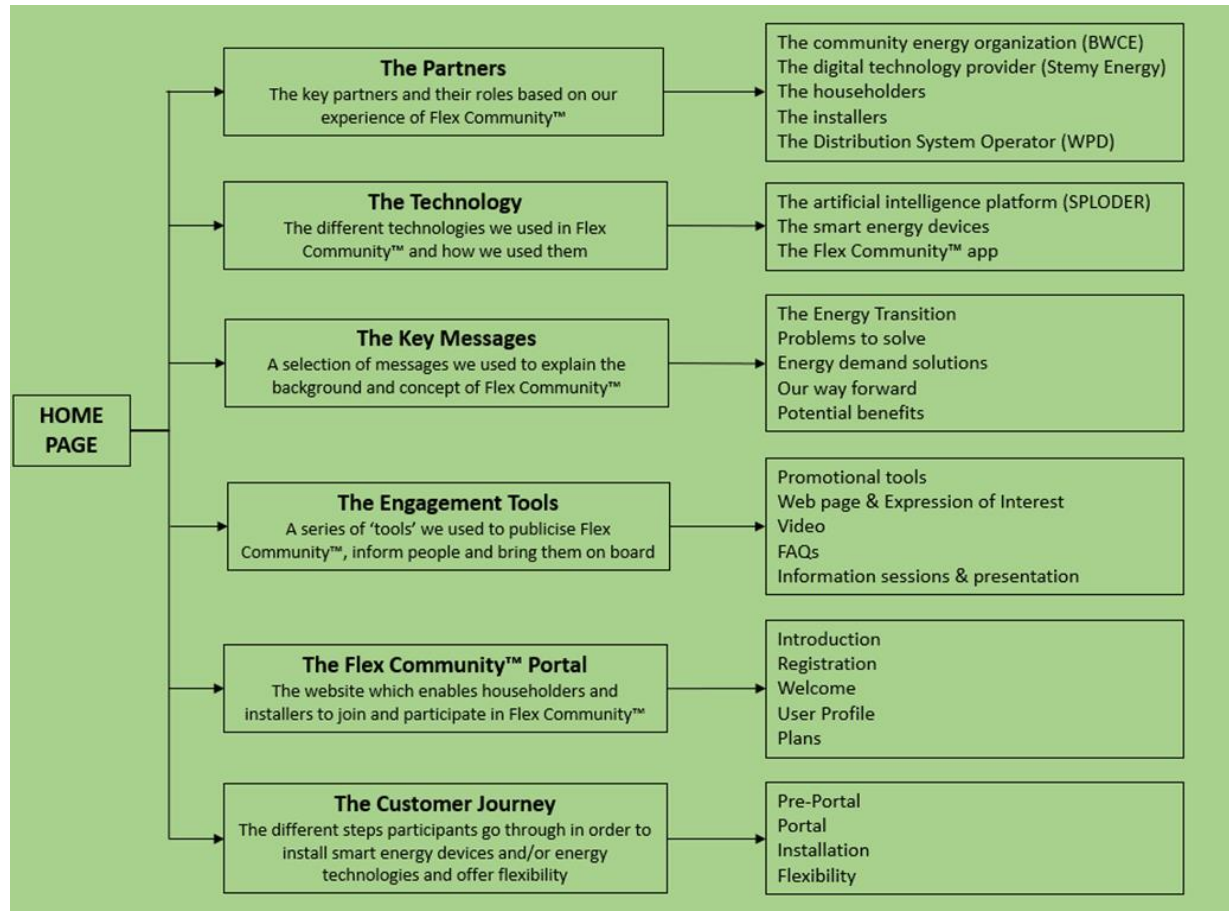 HOME
PAGE
The Partners
The key partners and their roles based on our
experience of Flex Community™
The community energy organization (BWCE)
The digital technology provider (Stemy Energy)
The householders
The installers
The Distribution System Operator (WPD)
The Technology
The different technologies we used in Flex
Community™ and how we used them
The artificial intelligence platform (SPLODER)
The smart energy devices
The Flex Community™ app
The Key Messages
A selection of messages we used to explain the
background and concept of Flex Community™
The Energy Transition
Problems to solve
Energy demand solutions
Our way forward
Potential benefits
The Engagement Tools
A series of ‘tools’ we used to publicise Flex
Community™, inform people and bring them on board
Promotional tools
Web page & Expression of Interest
Video
FAQs
Information sessions & presentation
The Flex Community™ Portal
The website which enables householders and
installers to join and participate in Flex Community™
Introduction
Registration
Welcome
User Profile
Plans
The Customer Journey
The different steps participants go through in order to
install smart energy devices and/or energy
technologies and offer flexibility
Pre-Portal
Portal
Installation
Flexibility